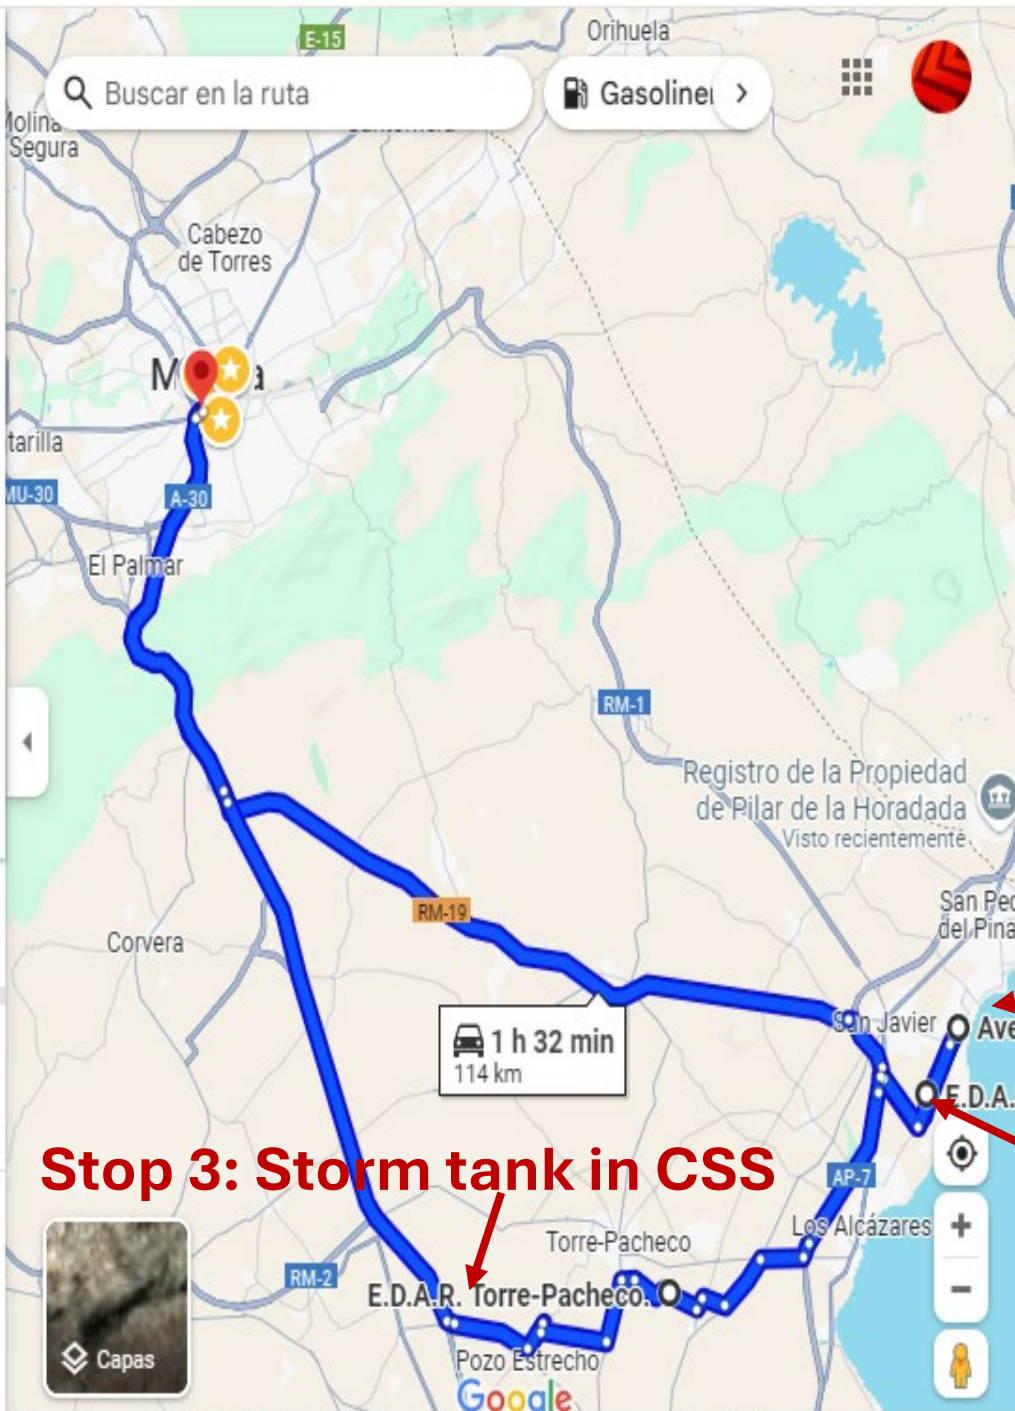 E-15
Orihuela
Buscar en la ruta
Gasoliner
Molina
Segura
Cabezo
de Torres
tarilla
MU-30
A-30
El Palmar
RM-1
Registro de la Propiedad
de Pilar de la Horadada
Visto recientemente
RM-19
San Ped
del Pina
Corvera
San Javier
Ave
1 h 32 min
114 km
E.D.A.
Stop 3: Storm tank in CSS
AP-7
Los Alcázares
Torre-Pacheco
RM-2
E.D.A.R. Torre-Pacheco.
Capas
Pozo Estrecho
Google